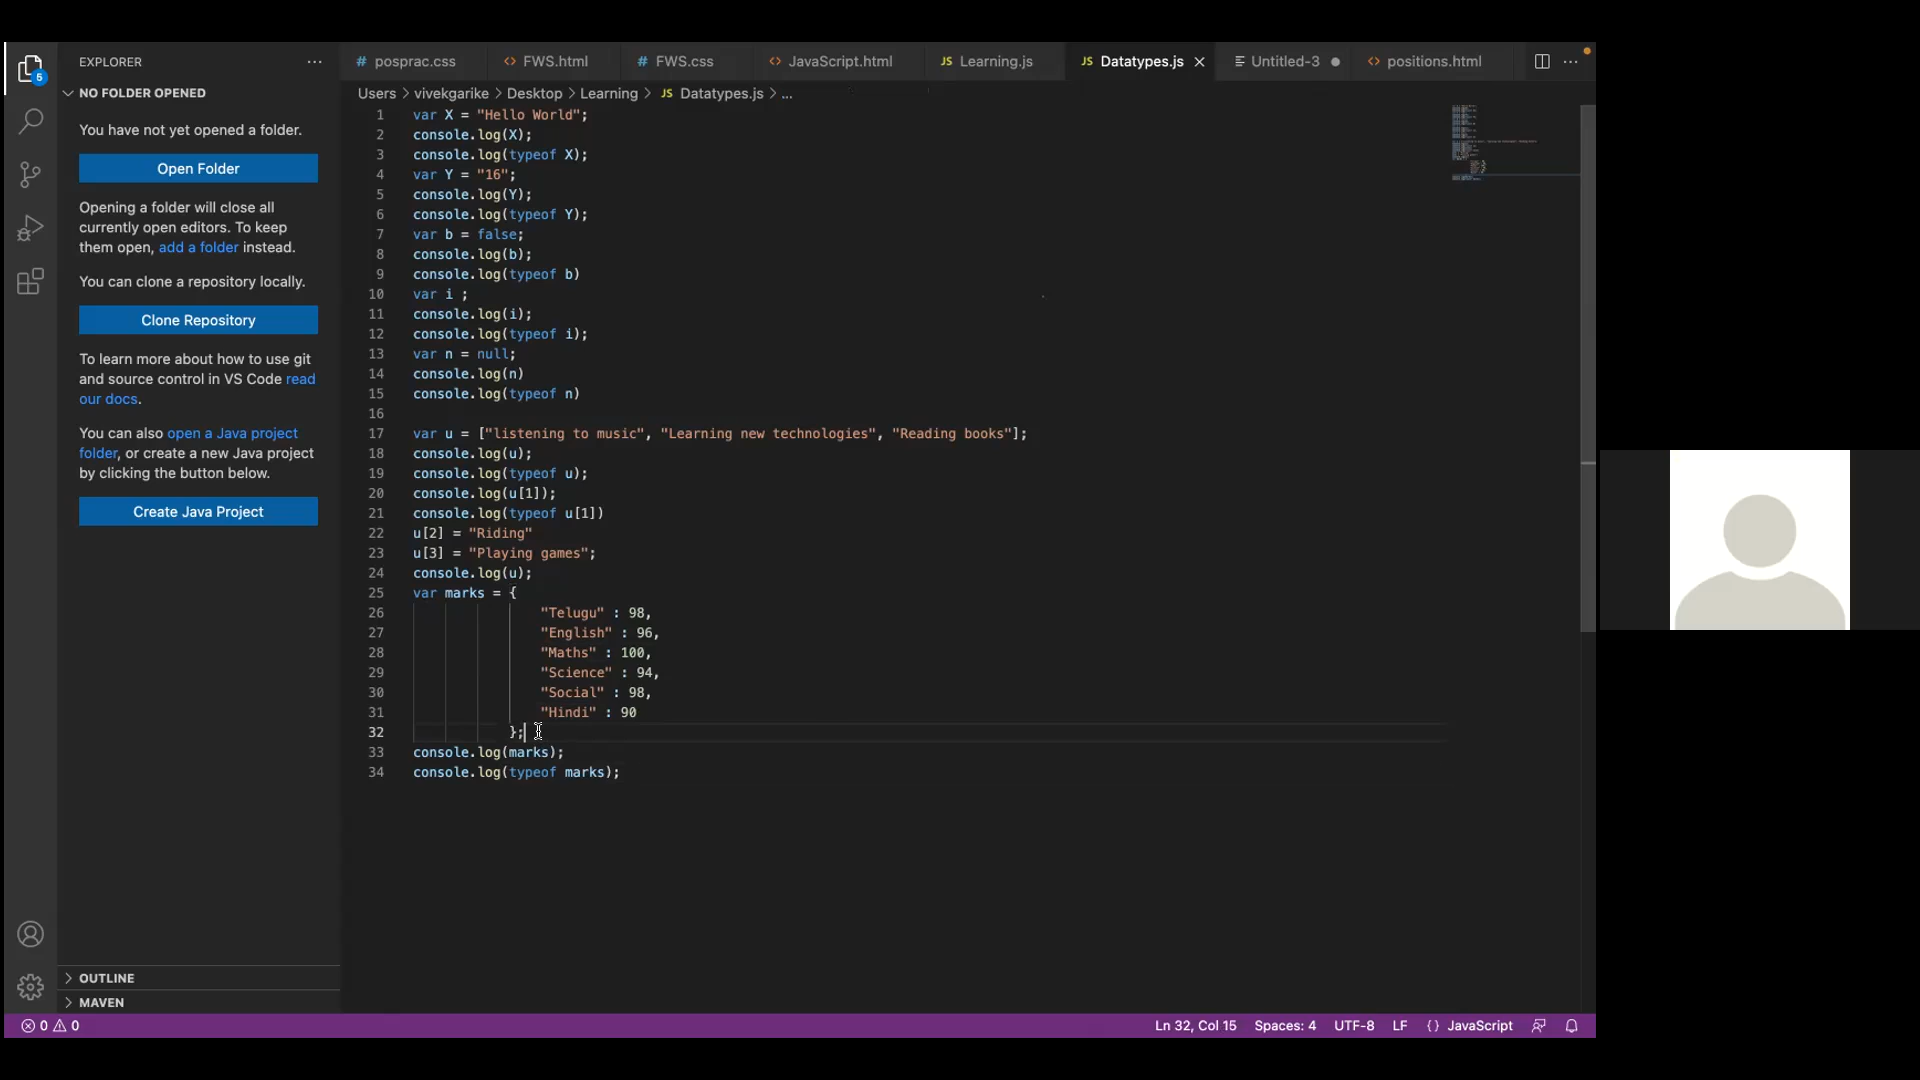 EXPLORER
posprac.css
FWS.html
FWS.css
JavaScript.html
JS Learning.js
JS Datatypes.js
Untitled-3
positions.html
5
NO FOLDER OPENED
Users > vivekgarike > Desktop > Learning > JS Datatypes.js > ...
You have not yet opened a folder.
Open Folder
Opening a folder will close all
currently open editors. To keep
them open, add a folder instead.
You can clone a repository locally.
Clone Repository
To learn more about how to use git
and source control in VS Code read
our docs.
You can also open a Java project
folder, or create a new Java project
by clicking the button below.
Create Java Project
OUTLINE
MAVEN
1 var X = "Hello World";
2 console.log(X);
3 console.log(typeof X);
4 var Y = "16";
5 console.log(Y);
6 console.log(typeof Y);
7 var b = false;
8 console.log(b);
9 console.log(typeof b)
10 var i ;
11 console.log(i);
12 console.log(typeof i);
13 var n = null;
14 console.log(n)
15 console.log(typeof n)
16
17 var u = ["listening to music", "Learning new technologies", "Reading books"];
18 console.log(u);
19 console.log(typeof u);
20 console.log(u[1]);
21 console.log(typeof u[1])
22 u[2] = "Riding"
23 u[3] = "Playing games";
24 console.log(u);
25 var marks = {
26 "Telugu" : 98,
27 "English" : 96,
28 "Maths" : 100,
29 "Science" : 94,
30 "Social" : 98,
31 "Hindi" : 90
32 };
33 console.log(marks);
34 console.log(typeof marks);
0 0
Ln 32, Col 15
Spaces: 4
UTF-8
LF
{} JavaScript